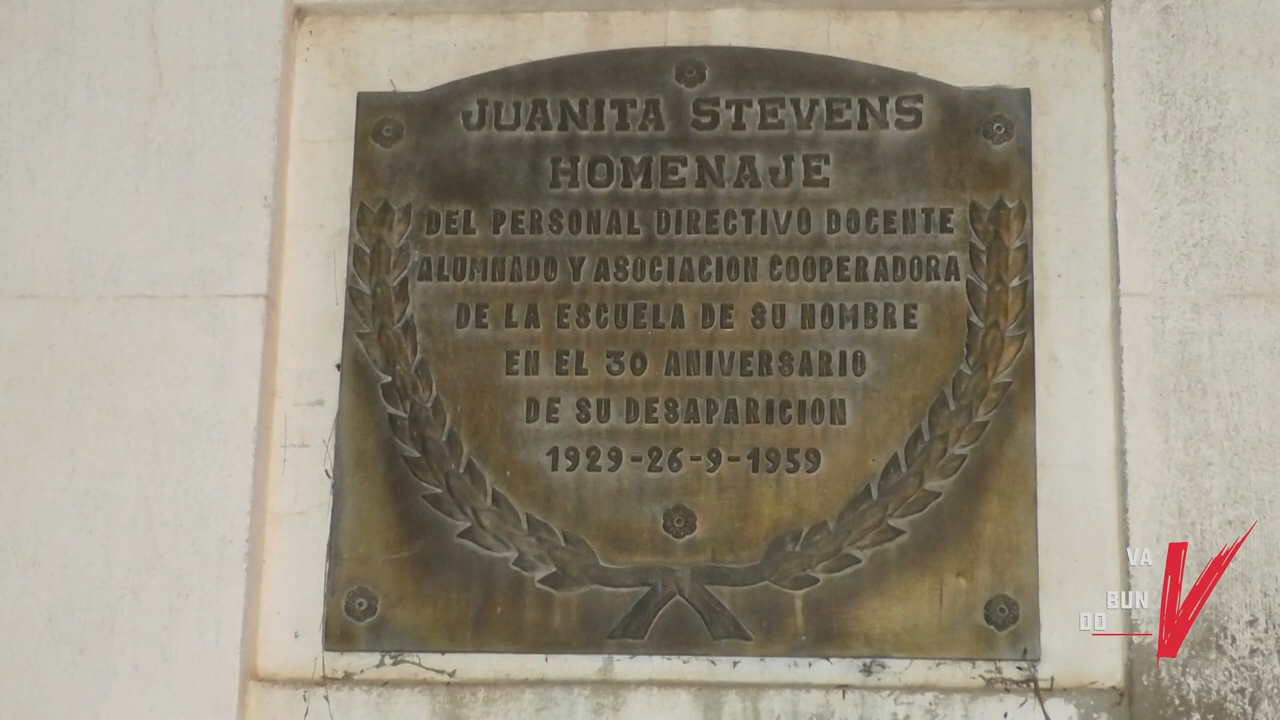 JUANITA STEVENS
HOMENAJE
DEL PERSONAL DIRECTIVO DOCENTE
ALUMNADO Y ASOCIACION COOPERADORA
DE LA ESCUELA DE SU NOMBRE
EN EL 30 ANIVERSARIO
DE SU DESAPARICION
1929-26-9-1959
VA
BUN
DO
V